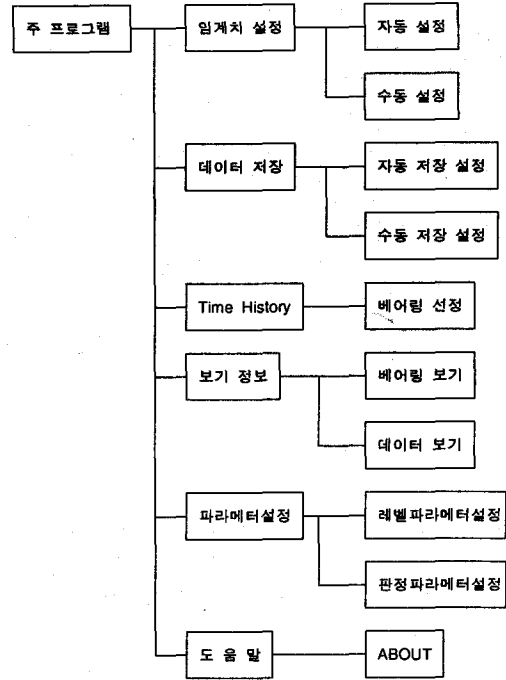 주 프로그램
임계치 설정
자동 설정
수동 설정
데이터 저장
자동 저장 설정
수동 저장 설정
Time History
베어링 선정
보기 정보
베어링 보기
데이터 보기
파라메터설정
레벨파라메터설정
판정파라메터설정
도 움 말
ABOUT